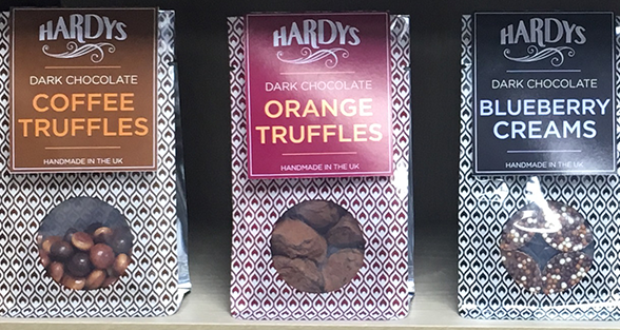 HARDYS
DARK CHOCOLATE
COFFEE
TRUFFLES
HANDMADE IN THE UK
HARDYS
DARK CHOCOLATE
ORANGE
TRUFFLES
HANDMADE IN THE UK
HARDYS
DARK CHOCOLATE
BLUEBERRY
CREAMS
HANDMADE IN THE UK